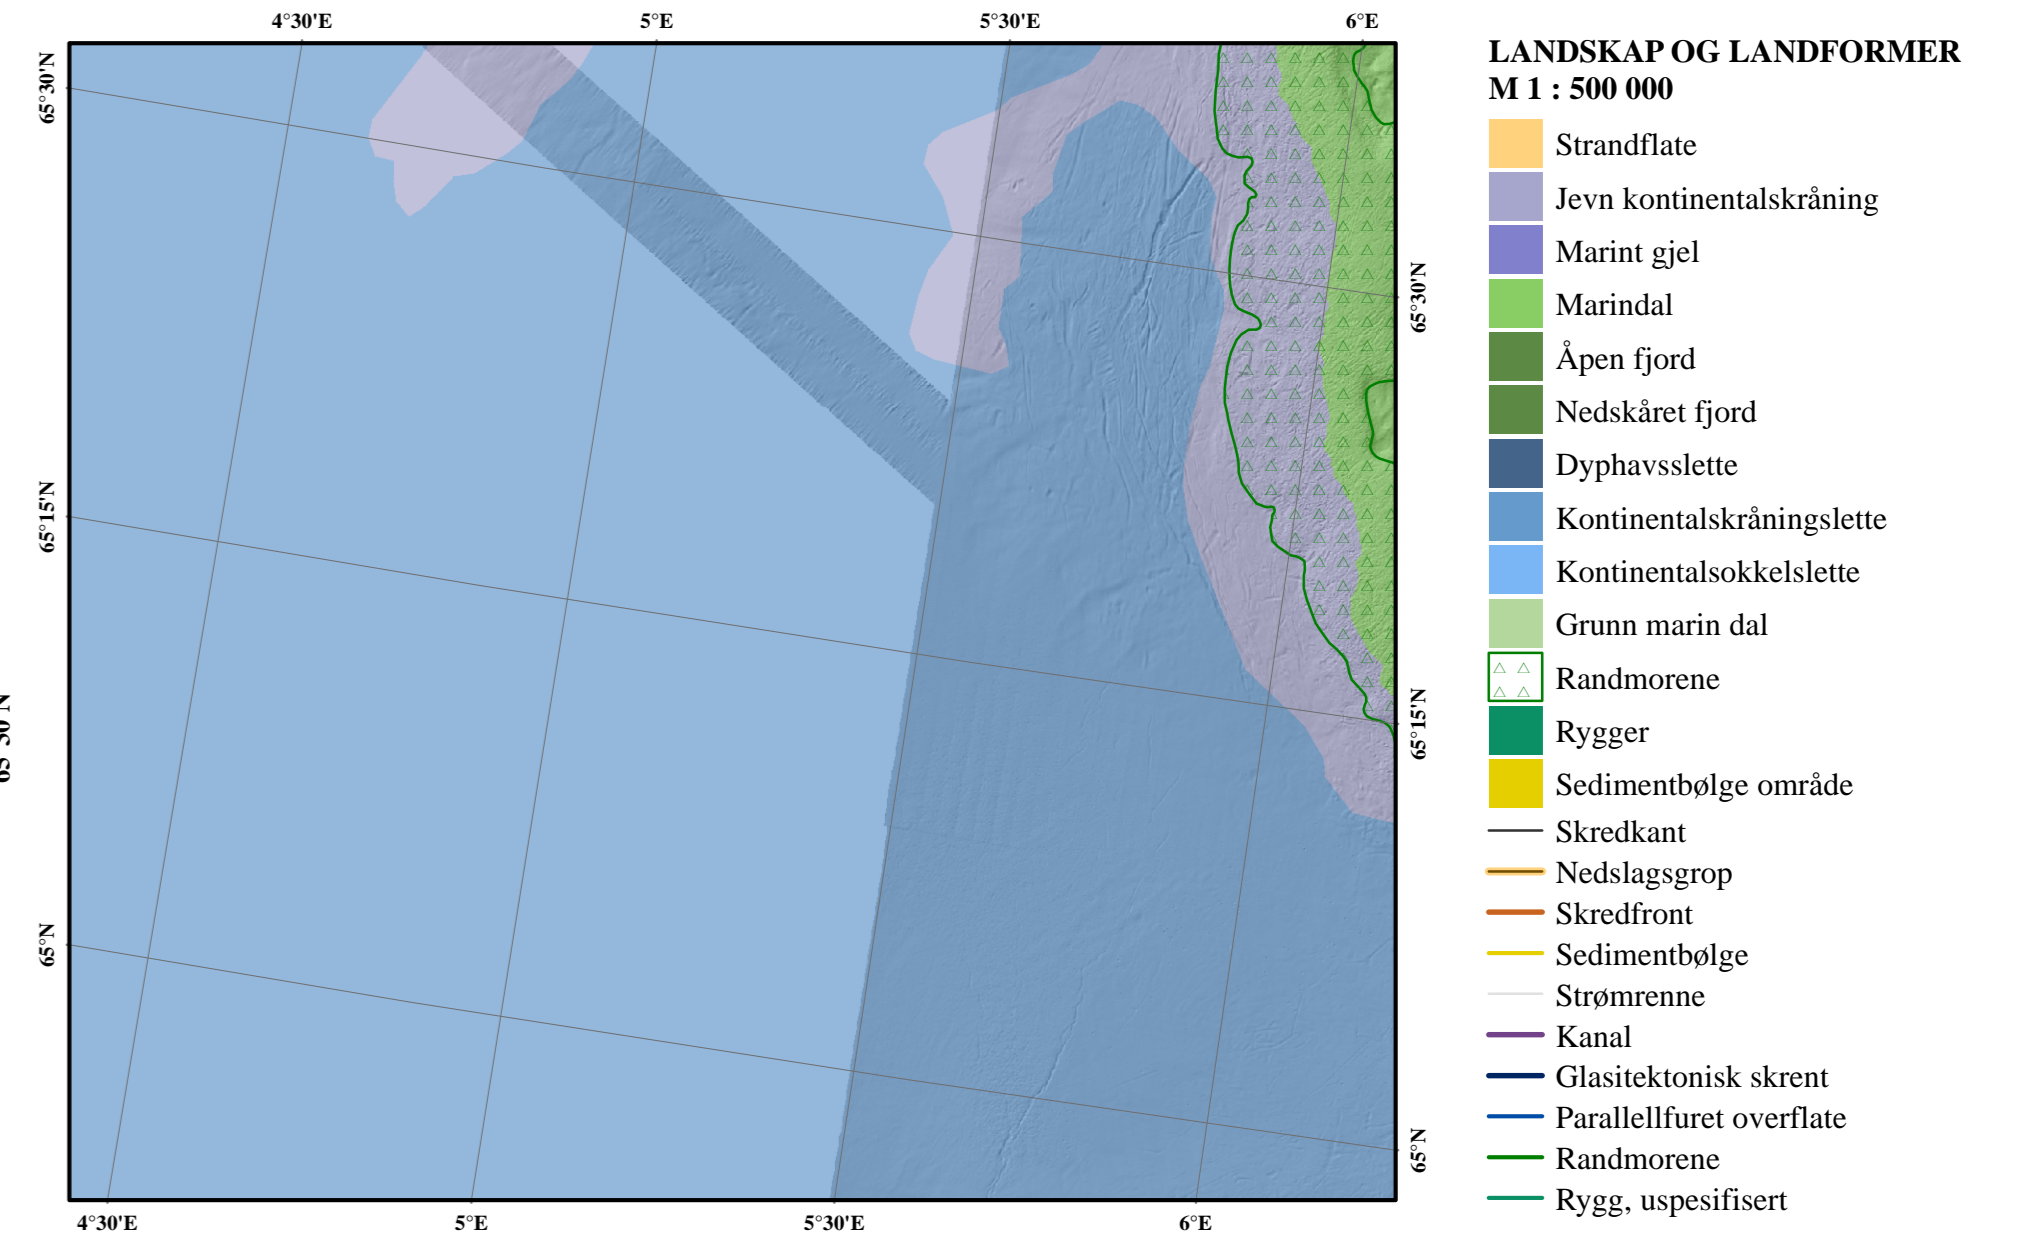 4°30'E 5°E 5°30'E 6°E
65°30'N
65°30'N
65°15'N
65°15'N
65°N
65°N
4°30'E 5°E 5°30'E 6°E
LANDSKAP OG LANDFORMER
M 1 : 500 000
Strandflate
Jevn kontinentalskråning
Marint gjel
Marindal
Åpen fjord
Nedskåret fjord
Dyphavsslette
Kontinentalskråningslette
Kontinentalsokkelslette
Grunn marin dal
Randmorene
Rygger
Sedimentbølge område
Skredkant
Nedslagsgrop
Skredfront
Sedimentbølge
Strømrenne
Kanal
Glasitektonisk skrent
Parallellfuret overflate
Randmorene
Rygg, uspesifisert